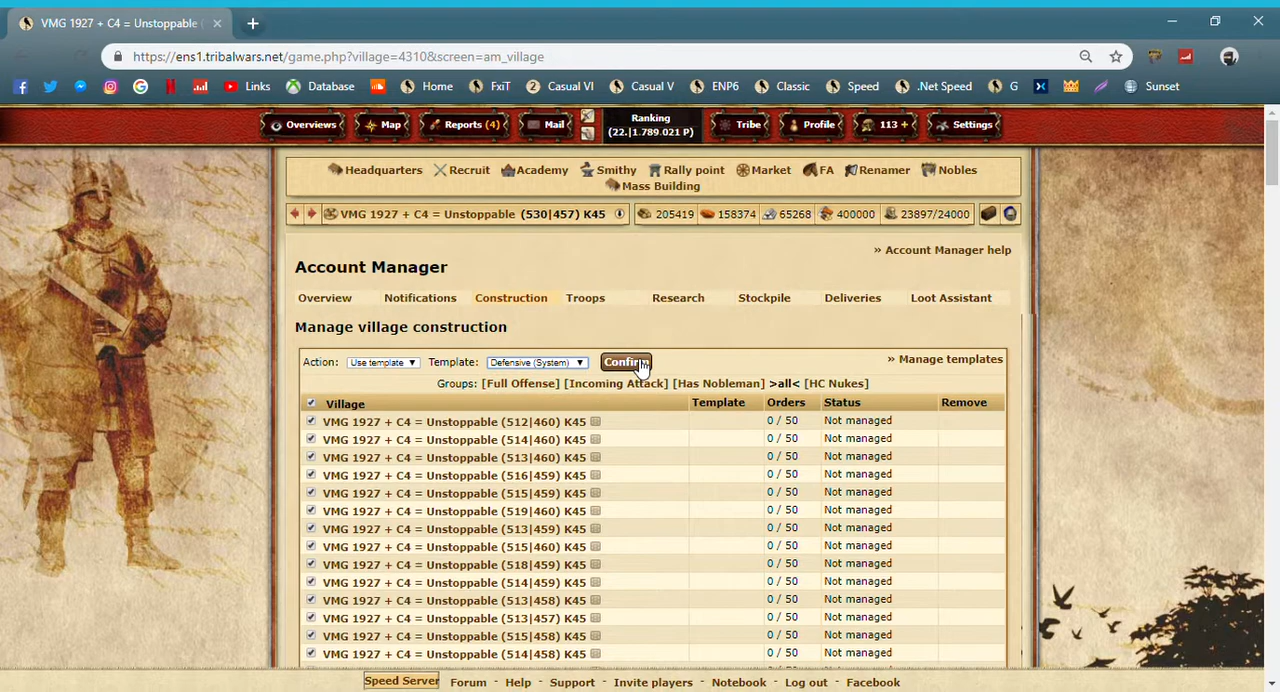 VMG 1927 + C4 = Unstoppable (
https://ens1.tribalwars.net/game.php?village=4310&screen=am_village
Links Database Home FxiT Casual VI Casual V ENP6 Classic Speed .Net Speed G Sunset
Overviews Map Reports (4) Mail Ranking Tribe Profile 113 + Settings
(22.|1.789.021 P)
Headquarters Recruit Academy Smithy Rally point Market FA Renamer Nobles
Mass Building
VMG 1927 + C4 = Unstoppable (530|457) K45 205419 158374 65268 400000 23897/24000
» Account Manager help
Account Manager
Overview Notifications Construction Troops Research Stockpile Deliveries Loot Assistant
Manage village construction
Action: Use template Template: Defensive (System) Confirm » Manage templates
Groups: [Full Offense] [Incoming Attack] [Has Nobleman] >all< [HC Nukes]
Village Template Orders Status Remove
VMG 1927 + C4 = Unstoppable (512|460) K45 0 / 50 Not managed
VMG 1927 + C4 = Unstoppable (514|460) K45 0 / 50 Not managed
VMG 1927 + C4 = Unstoppable (513|460) K45 0 / 50 Not managed
VMG 1927 + C4 = Unstoppable (516|459) K45 0 / 50 Not managed
VMG 1927 + C4 = Unstoppable (515|459) K45 0 / 50 Not managed
VMG 1927 + C4 = Unstoppable (519|460) K45 0 / 50 Not managed
VMG 1927 + C4 = Unstoppable (513|459) K45 0 / 50 Not managed
VMG 1927 + C4 = Unstoppable (515|460) K45 0 / 50 Not managed
VMG 1927 + C4 = Unstoppable (518|459) K45 0 / 50 Not managed
VMG 1927 + C4 = Unstoppable (514|459) K45 0 / 50 Not managed
VMG 1927 + C4 = Unstoppable (513|458) K45 0 / 50 Not managed
VMG 1927 + C4 = Unstoppable (513|457) K45 0 / 50 Not managed
VMG 1927 + C4 = Unstoppable (515|458) K45 0 / 50 Not managed
VMG 1927 + C4 = Unstoppable (514|458) K45 0 / 50 Not managed
Speed Server Forum - Help - Support - Invite players - Notebook - Log out - Facebook